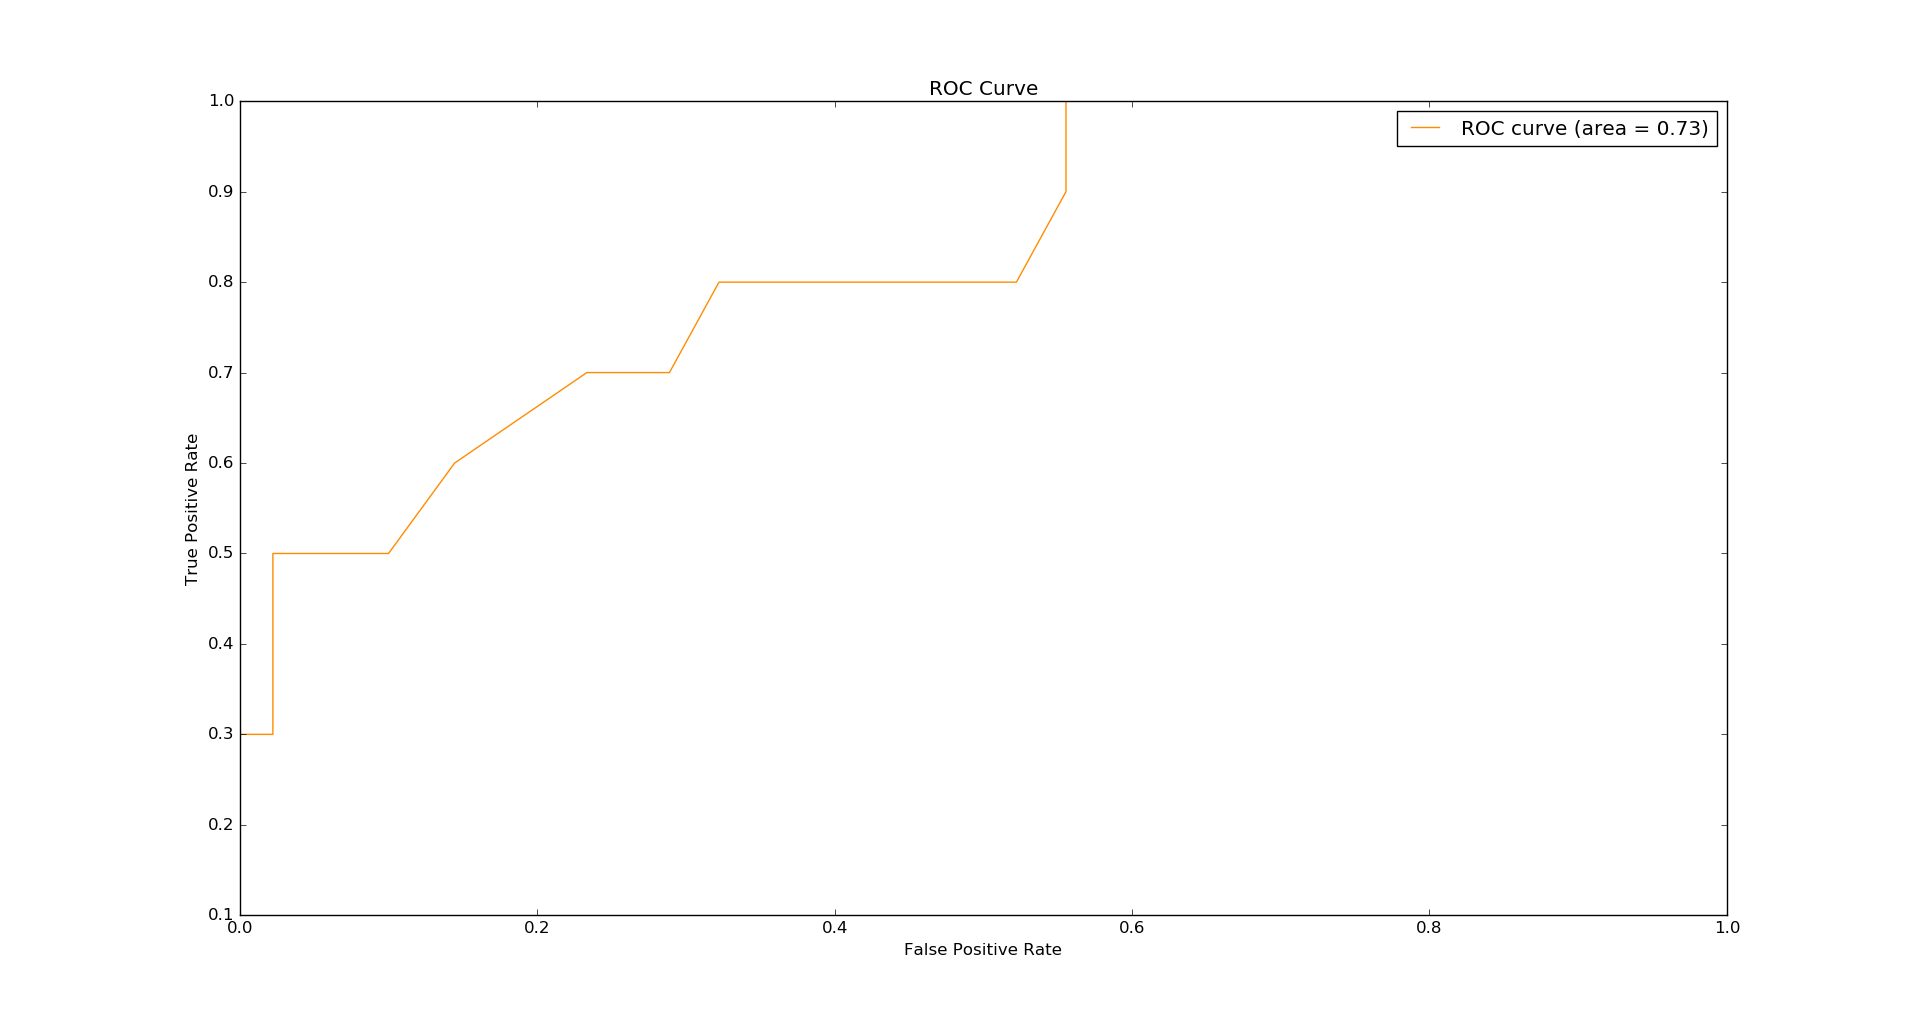 ROC Curve
ROC curve (area = 0.73)
1.0
0.9
0.8
0.7
0.6
0.5
0.4
0.3
0.2
0.1
True Positive Rate
0.0 0.2 0.4 0.6 0.8 1.0
False Positive Rate